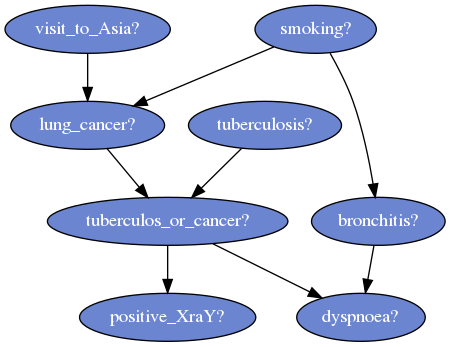 visit_to_Asia?
smoking?
lung_cancer?
tuberculosis?
tuberculos_or_cancer?
bronchitis?
positive_XraY?
dyspnoea?